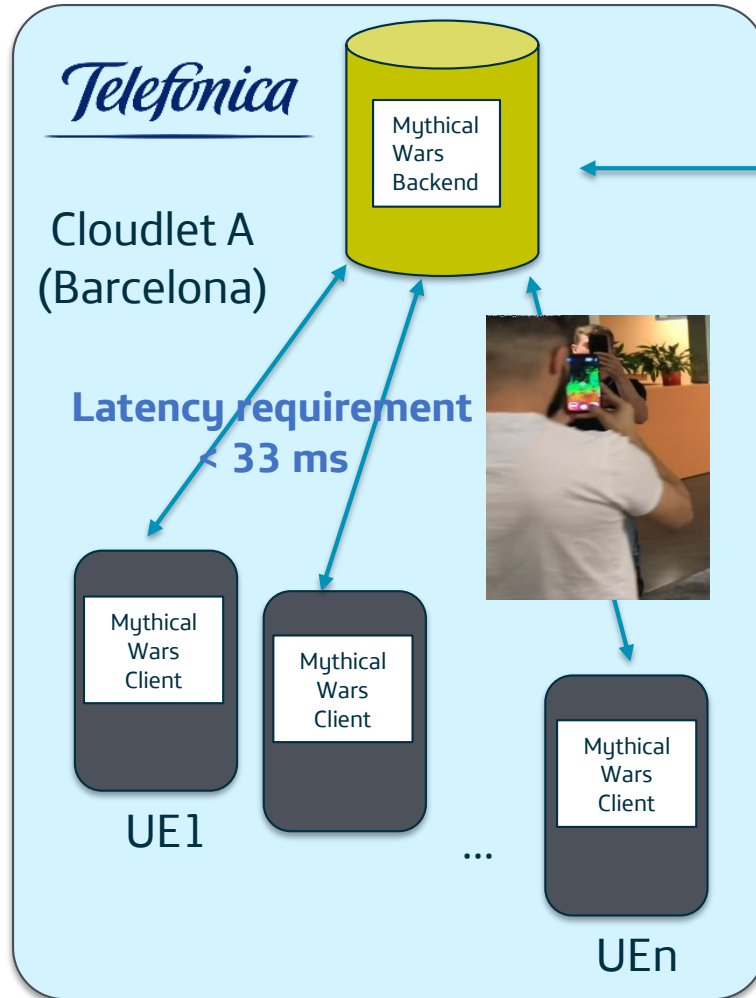 Telefónica
Mythical
Wars
Backend
Cloudlet A
(Barcelona)
Latency requirement
< 33 ms
Mythical
Wars
Client
UE1
Mythical
Wars
Client
...
Mythical
Wars
Client
UEn